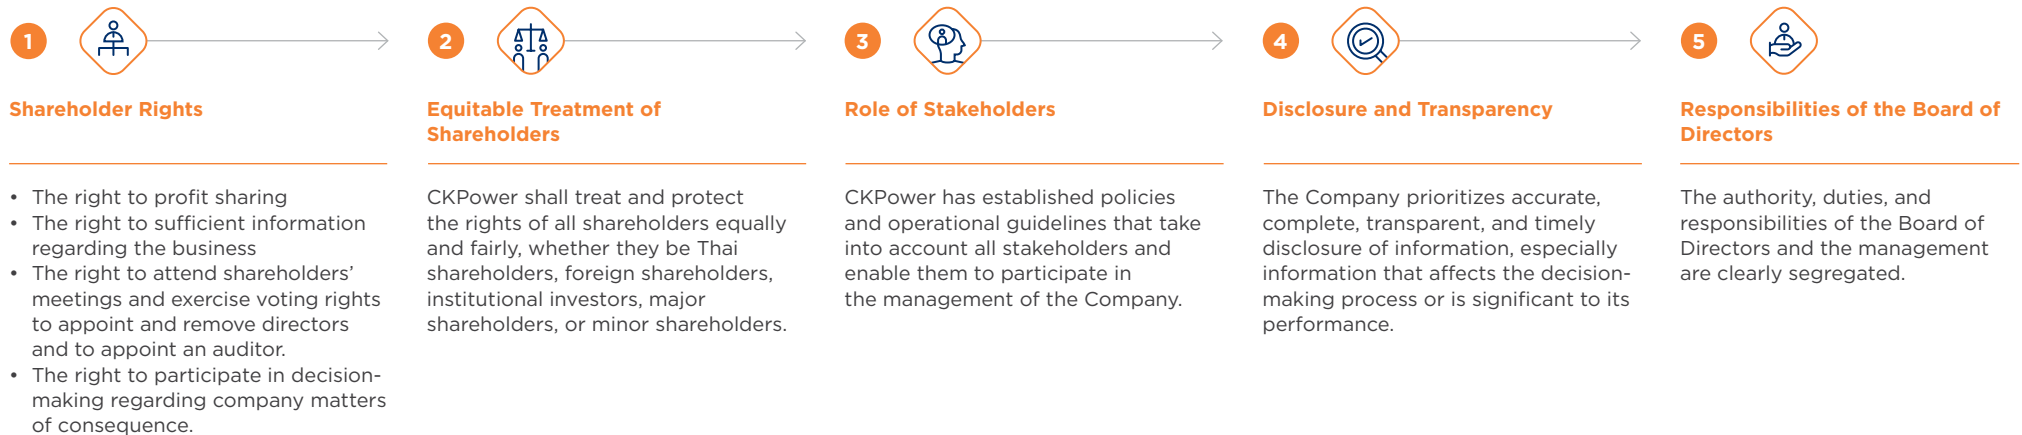 1
Shareholder Rights
• The right to profit sharing
• The right to sufficient information
regarding the business
• The right to attend shareholders’
meetings and exercise voting rights
to appoint and remove directors
and to appoint an auditor.
• The right to participate in decision-
making regarding company matters
of consequence.
2
Equitable Treatment of
Shareholders
CKPower shall treat and protect
the rights of all shareholders equally
and fairly, whether they be Thai
shareholders, foreign shareholders,
institutional investors, major
shareholders, or minor shareholders.
3
Role of Stakeholders
CKPower has established policies
and operational guidelines that take
into account all stakeholders and
enable them to participate in
the management of the Company.
4
Disclosure and Transparency
The Company prioritizes accurate,
complete, transparent, and timely
disclosure of information, especially
information that affects the decision-
making process or is significant to its
performance.
5
Responsibilities of the Board of
Directors
The authority, duties, and
responsibilities of the Board of
Directors and the management
are clearly segregated.